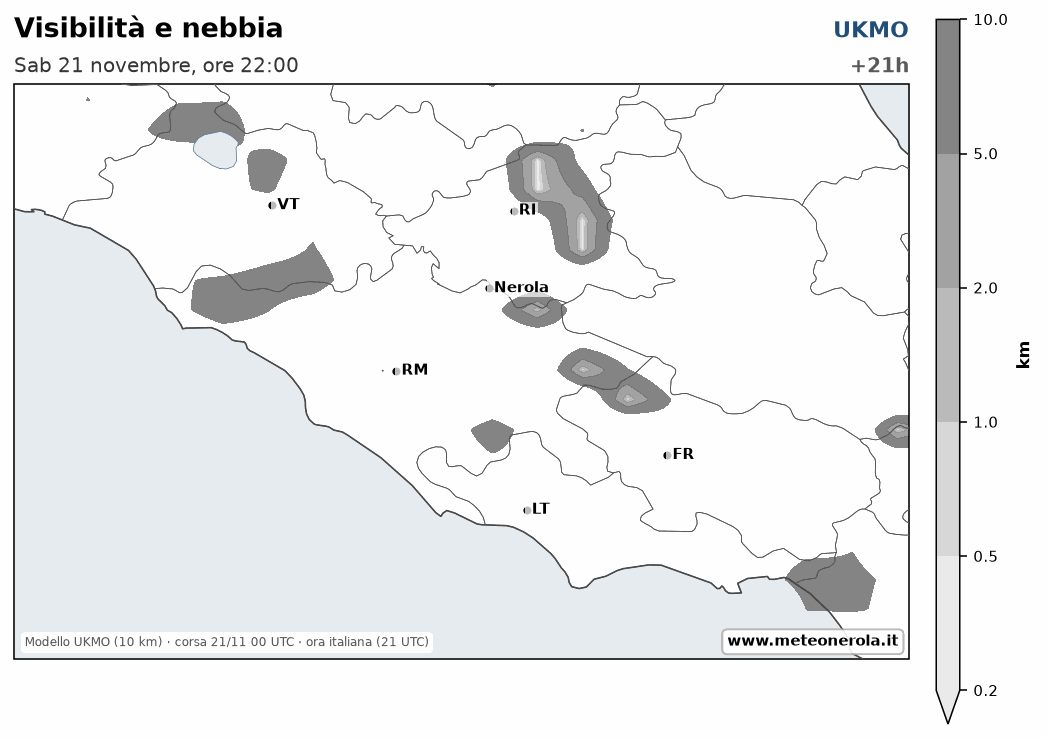 Visibilità e nebbia
UKMO
Sab 21 novembre, ore 22:00
+21h
10.0
5.0
2.0
1.0
0.5
0.2
km
VT
RI
Nerola
RM
FR
LT
Modello UKMO (10 km) · corsa 21/11 00 UTC · ora italiana (21 UTC)
www.meteonerola.it